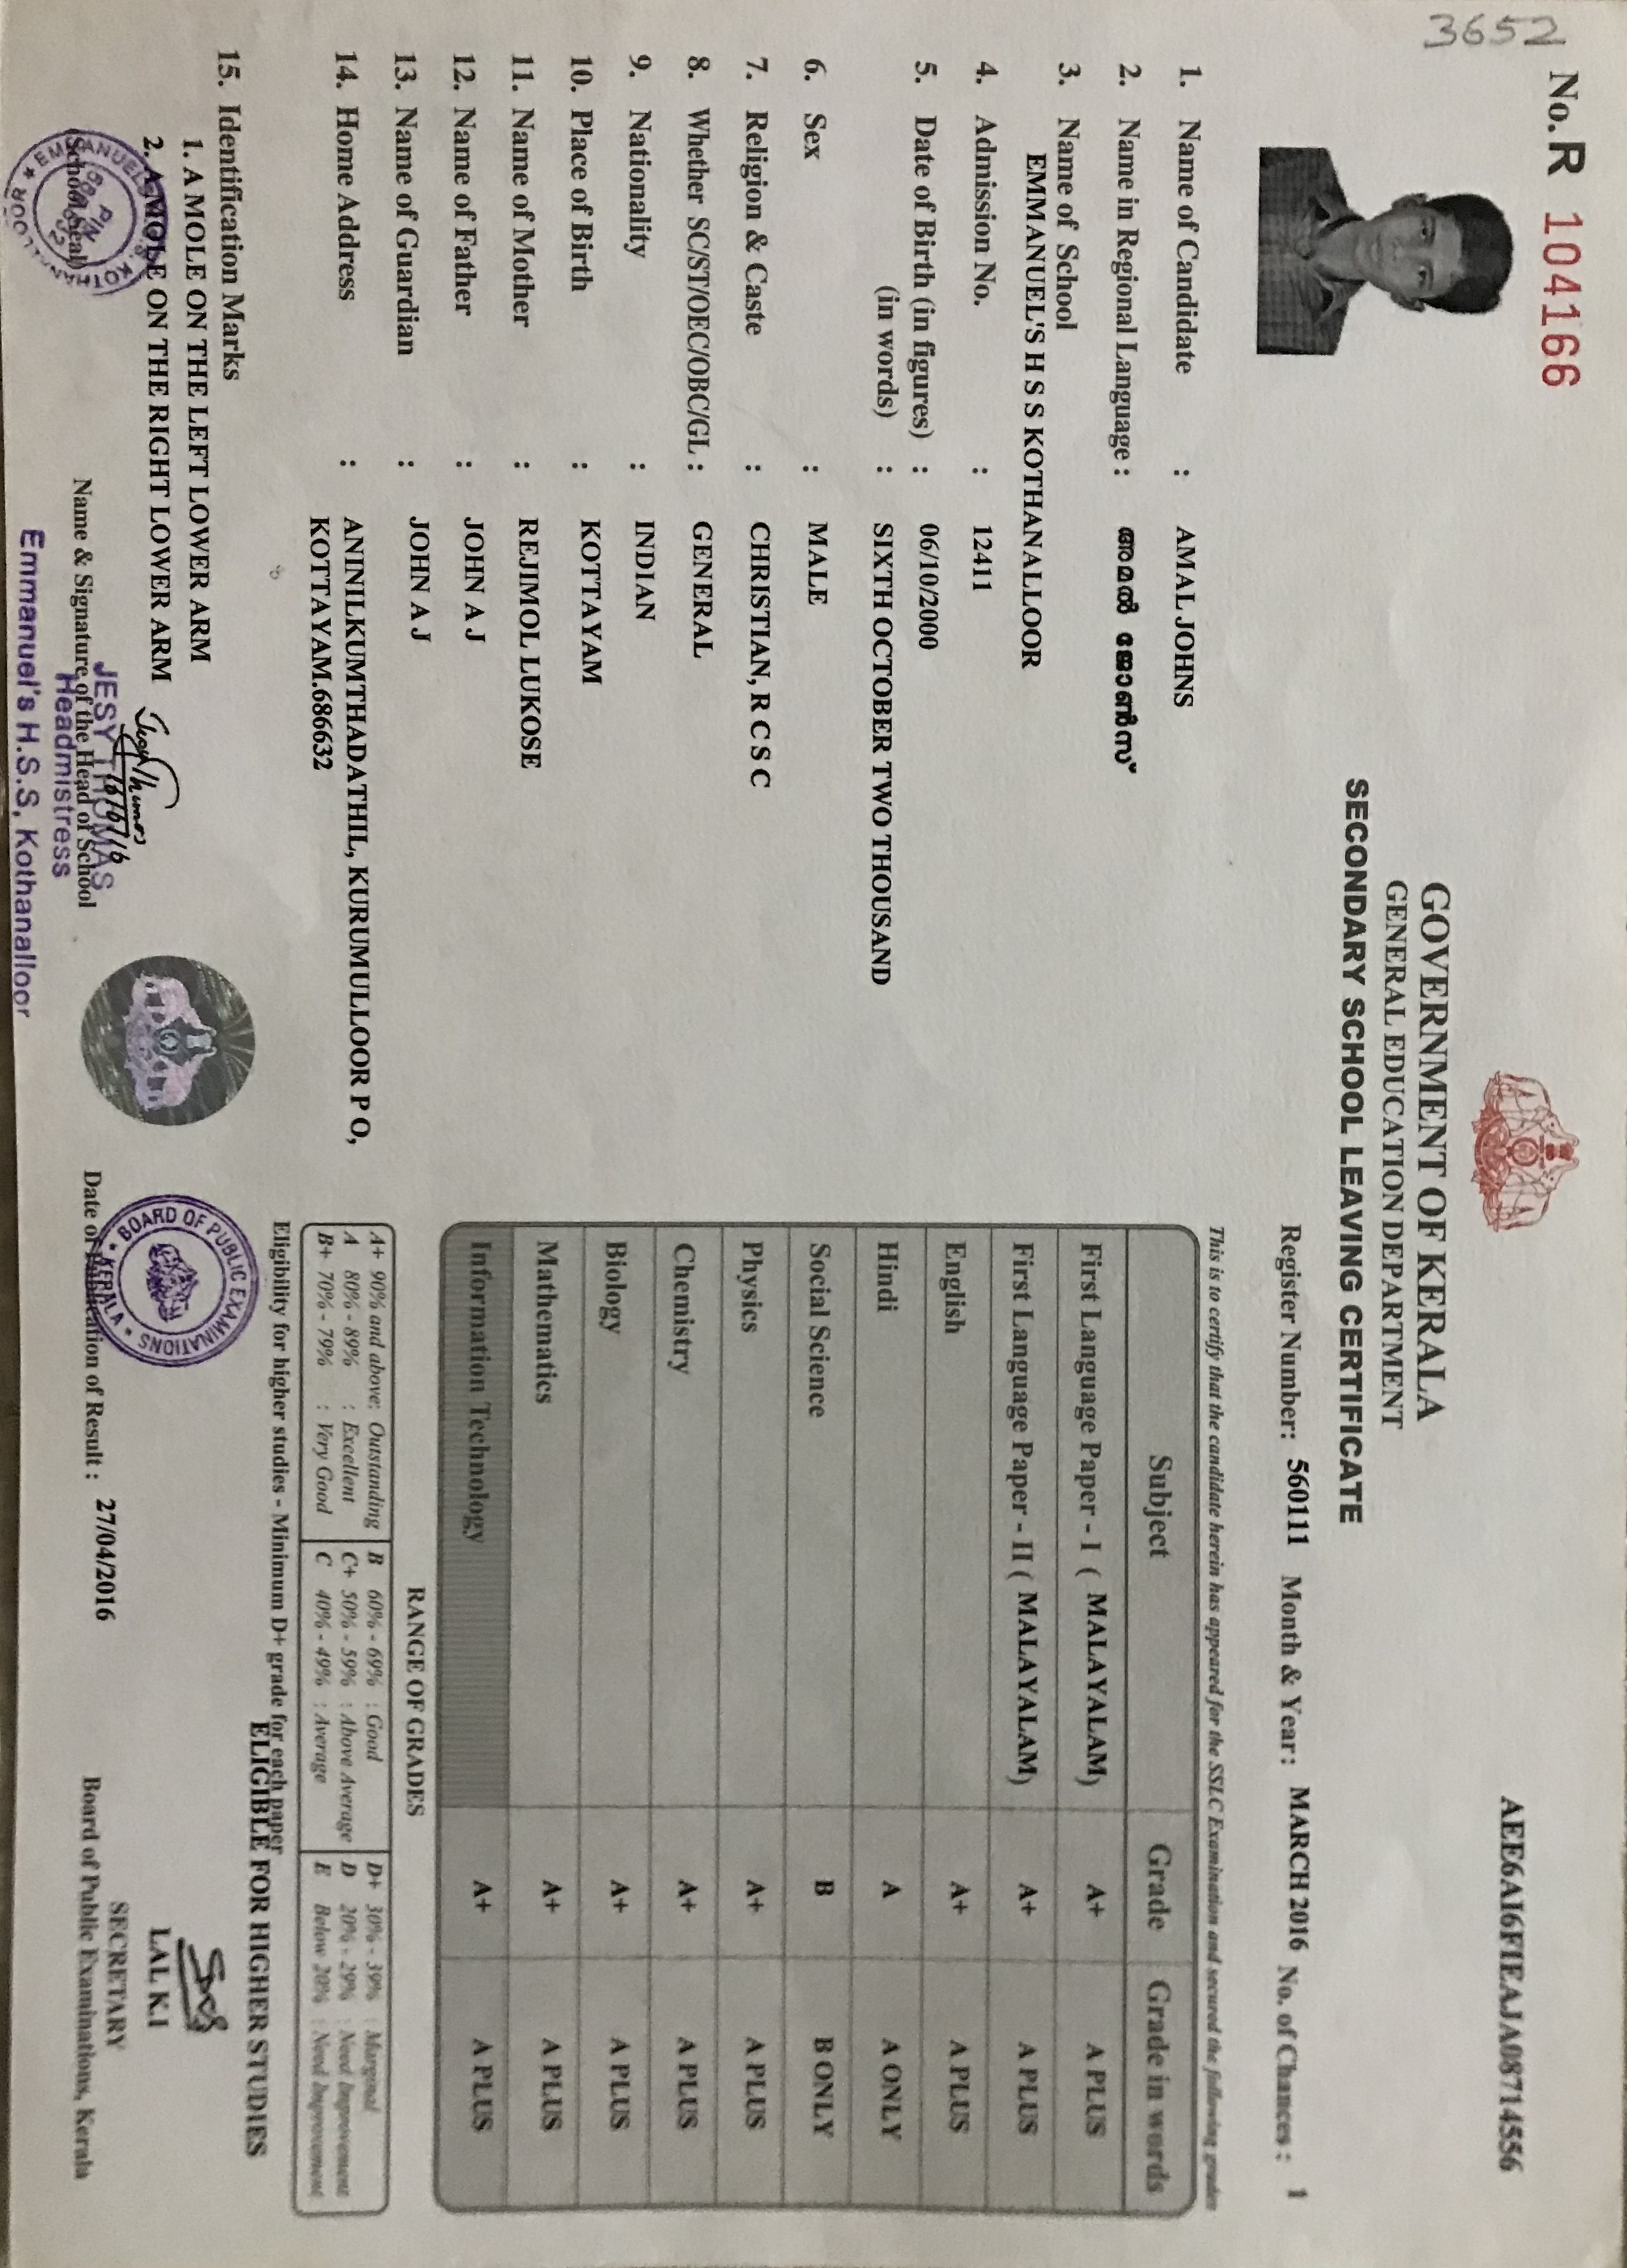 No. R 104166
36552
AEE6AI6FIEAJA08714556
GOVERNMENT OF KERALA
GENERAL EDUCATION DEPARTMENT
SECONDARY SCHOOL LEAVING CERTIFICATE
Register Number: 560111 Month & Year: MARCH 2016 No. of Chances : 1
1. Name of Candidate : AMAL JOHNS
2. Name in Regional Language : അമൽ ജോൺസ്
3. Name of School
EMMANUEL'S H S S KOTHANALLOOR
4. Admission No. : 12411
5. Date of Birth (in figures) : 06/10/2000
(in words) : SIXTH OCTOBER TWO THOUSAND
6. Sex : MALE
7. Religion & Caste : CHRISTIAN, R C S C
8. Whether SC/ST/OEC/OBC/GL : GENERAL
9. Nationality : INDIAN
10. Place of Birth : KOTTAYAM
11. Name of Mother : REJIMOL LUKOSE
12. Name of Father : JOHN A J
13. Name of Guardian : JOHN A J
14. Home Address : ANINILKUMTHADATHIL, KURUMULLOOR P O,
KOTTAYAM.686632
15. Identification Marks
1. A MOLE ON THE LEFT LOWER ARM
2. A MOLE ON THE RIGHT LOWER ARM
EMMANUEL'S H.S.S. KOTHANALLOOR
PIN
686632
(School Seal)
Jesy Thomas
JESY THOMAS
Name & Signature of the Head of School
Headmistress
Emmanuel's H.S.S, Kothanalloor
This is to certify that the candidate herein has appeared for the SSLC Examination and secured the following grades
Subject Grade Grade in words
First Language Paper - I ( MALAYALAM) A+ A PLUS
First Language Paper - II ( MALAYALAM) A+ A PLUS
English A+ A PLUS
Hindi A A ONLY
Social Science B B ONLY
Physics A+ A PLUS
Chemistry A+ A PLUS
Biology A+ A PLUS
Mathematics A+ A PLUS
Information Technology A+ A PLUS
RANGE OF GRADES
A+ 90% and above: Outstanding B 60% - 69% : Good D+ 30% - 39% : Marginal
A 80% - 89% : Excellent C+ 50% - 59% : Above Average D 20% - 29% : Need Improvement
B+ 70% - 79% : Very Good C 40% - 49% : Average E Below 20% : Need Improvement
Eligibility for higher studies - Minimum D+ grade for each paper
ELIGIBLE FOR HIGHER STUDIES
BOARD OF PUBLIC EXAMINATIONS
KERALA
LAL K.I
SECRETARY
Board of Public Examinations, Kerala
Date of Publication of Result : 27/04/2016